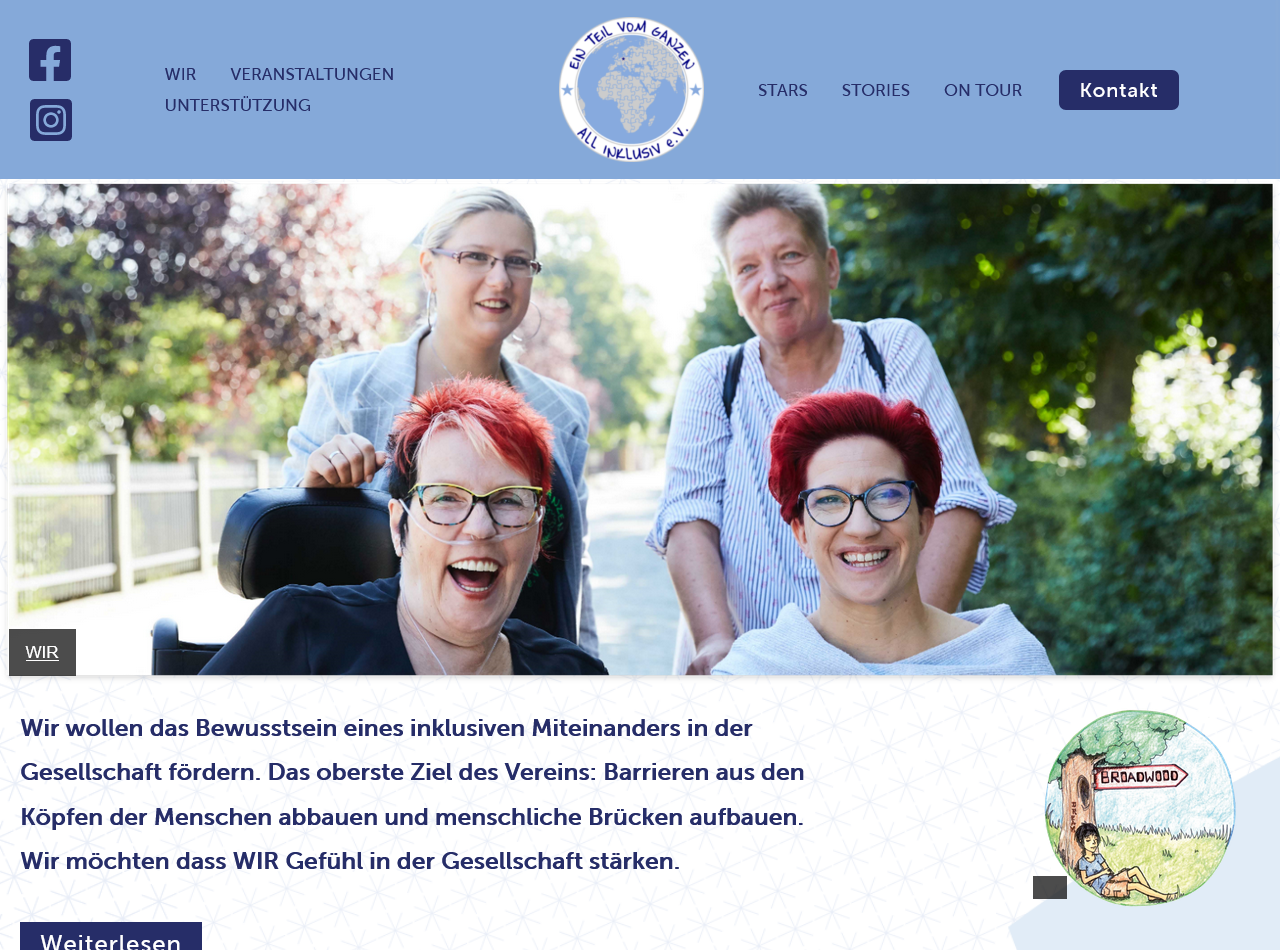 WIR VERANSTALTUNGEN
UNTERSTÜTZUNG
EIN TEIL VOM GANZEN
ALL INKLUSIV e.V.
STARS STORIES ON TOUR Kontakt
WIR
Wir wollen das Bewusstsein eines inklusiven Miteinanders in der
Gesellschaft fördern. Das oberste Ziel des Vereins: Barrieren aus den
Köpfen der Menschen abbauen und menschliche Brücken aufbauen.
Wir möchten dass WIR Gefühl in der Gesellschaft stärken.
BROADWOOD
Weiterlesen